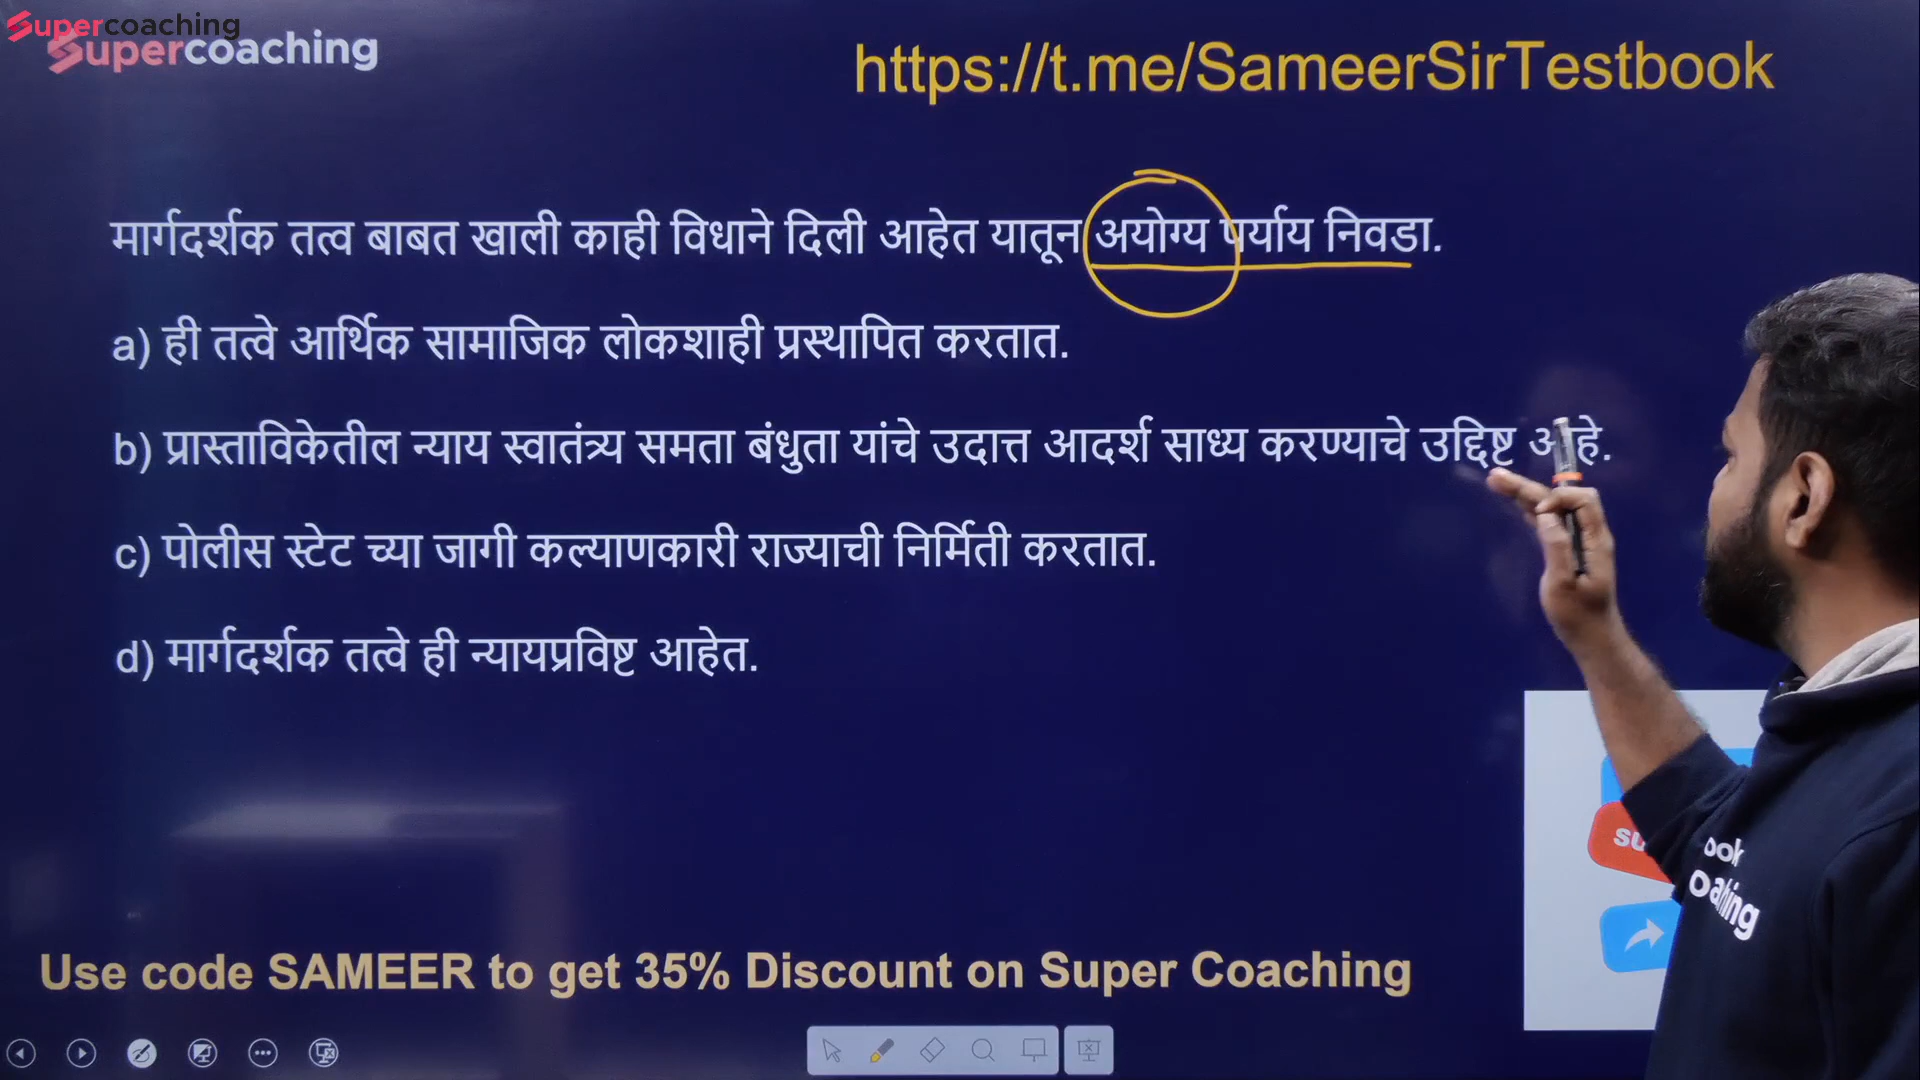 Supercoaching
Supercoaching
https://t.me/SameerSirTestbook
मार्गदर्शक तत्व बाबत खाली काही विधाने दिली आहेत यातून अयोग्य पर्याय निवडा.
a) ही तत्वे आर्थिक सामाजिक लोकशाही प्रस्थापित करतात.
b) प्रास्ताविकेतील न्याय स्वातंत्र्य समता बंधुता यांचे उदात्त आदर्श साध्य करण्याचे उद्दिष्ट आहे.
c) पोलीस स्टेट च्या जागी कल्याणकारी राज्याची निर्मिती करतात.
d) मार्गदर्शक तत्वे ही न्यायप्रविष्ट आहेत.
Use code SAMEER to get 35% Discount on Super Coaching